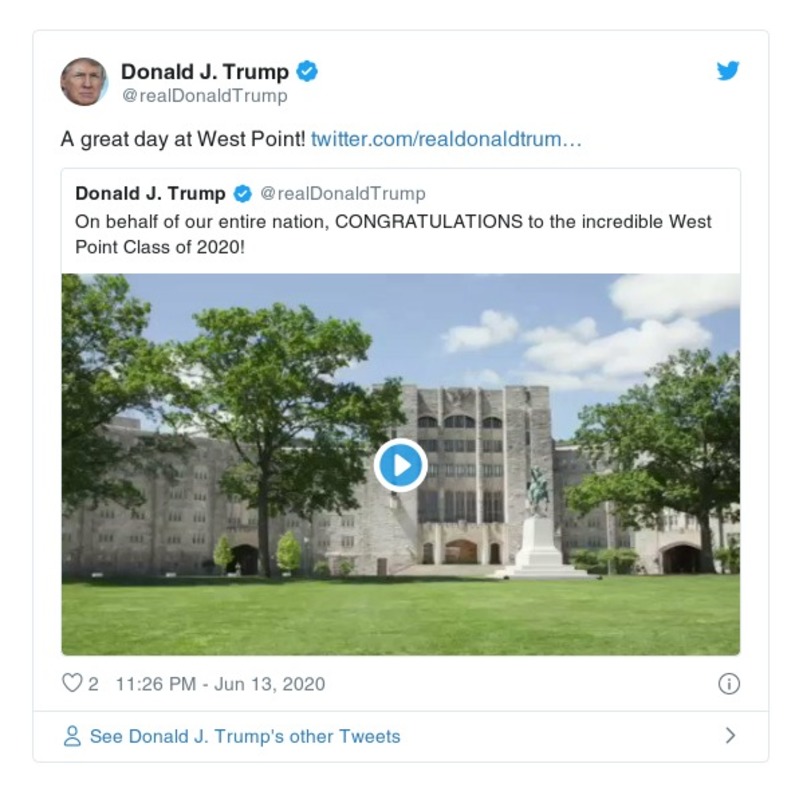 Donald J. Trump
@realDonaldTrump
A great day at West Point! twitter.com/realdonaldtrum…
Donald J. Trump @realDonaldTrump
On behalf of our entire nation, CONGRATULATIONS to the incredible West
Point Class of 2020!
2 11:26 PM - Jun 13, 2020
See Donald J. Trump's other Tweets